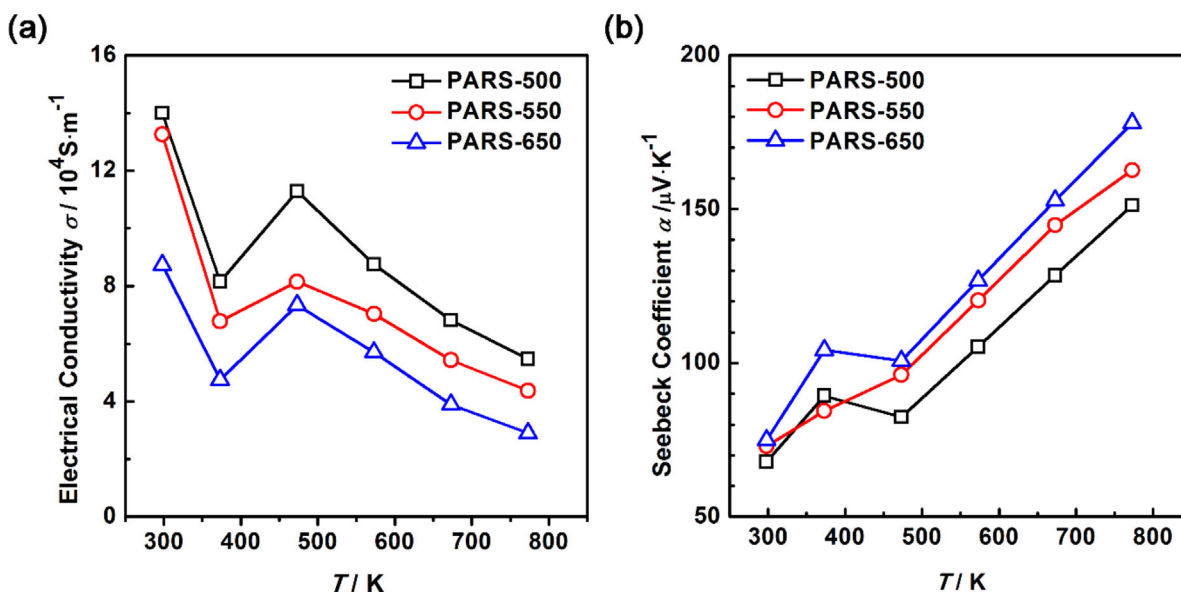 (a)
16
12
8
4
0
Electrical Conductivity σ / 10⁴S·m⁻¹
PARS-500
PARS-550
PARS-650
300 400 500 600 700 800
T / K
(b)
200
150
100
50
Seebeck Coefficient α /μV·K⁻¹
PARS-500
PARS-550
PARS-650
300 400 500 600 700 800
T / K